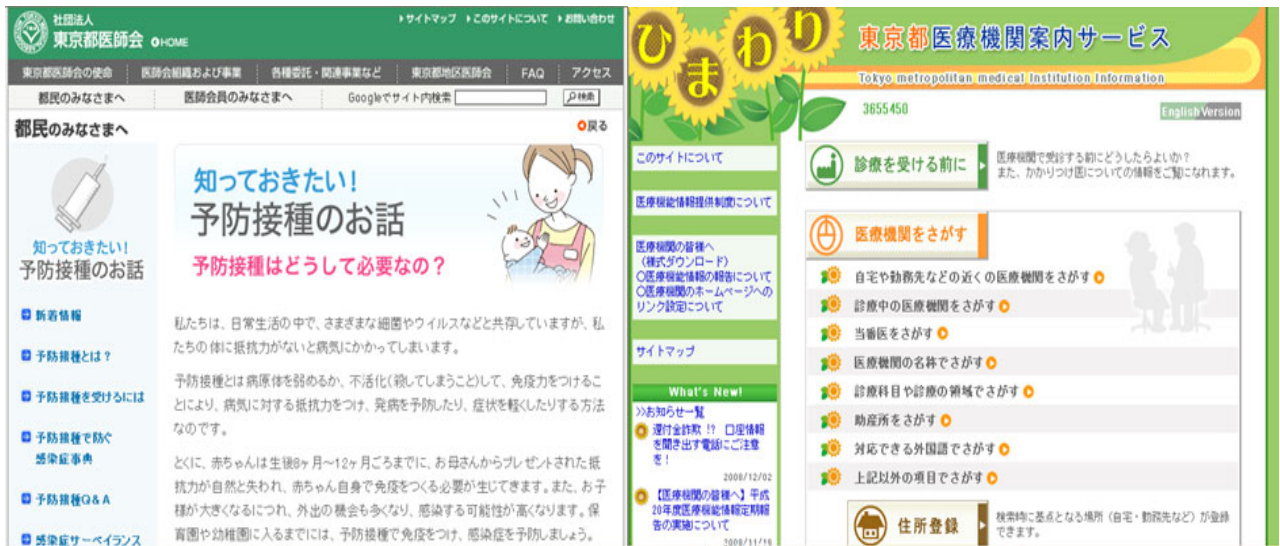 社団法人
東京都医師会 HOME
サイトマップ このサイトについて お問い合わせ
東京都医師会の使命 医師会組織および事業 各種委託・関連事業など 東京都地区医師会 FAQ アクセス
都民のみなさまへ 医師会員のみなさまへ Googleでサイト内検索 検索
都民のみなさまへ 戻る
知っておきたい!
予防接種のお話
新着情報
予防接種とは？
予防接種を受けるには
予防接種で防ぐ
感染症事典
予防接種Q&A
感染症サーベイランス
知っておきたい!
予防接種のお話
予防接種はどうして必要なの？
私たちは、日常生活の中で、さまざまな細菌やウイルスなどと共存していますが、私
たちの体に抵抗力がないと病気にかかってしまいます。
予防接種とは病原体を弱めるか、不活化(殺してしまうこと)して、免疫力をつけるこ
とにより、病気に対する抵抗力をつけ、発病を予防したり、症状を軽くしたりする方法
なのです。
とくに、赤ちゃんは生後8ヶ月～12ヶ月ごろまでに、お母さんからプレゼントされた抵
抗力が自然と失われ、赤ちゃん自身で免疫をつくる必要が生じてきます。また、お子
様が大きくなるにつれ、外出の機会も多くなり、感染する可能性が高くなります。保
育園や幼稚園に入るまでには、予防接種で免疫をつけ、感染症を予防しましょう。
ひまわり
東京都医療機関案内サービス
Tokyo metropolitan medical Institution Information
3655450
English Version
このサイトについて
医療機能情報提供制度について
医療機関の皆様へ
（様式ダウンロード）
○医療機能情報の報告について
○医療機関のホームページへの
リンク設定について
サイトマップ
What's New!
>>お知らせ一覧
還付金詐欺 !? 口座情報
を聞き出す電話にご注意
を!
2008/12/02
【医療機関の皆様へ】平成
20年度医療機能情報定期報
告の実施について
2008/11/19
診療を受ける前に
医療機関で受診する前にどうしたらよいか？
また、かかりつけ医についての情報をご覧になれます。
医療機関をさがす
自宅や勤務先などの近くの医療機関をさがす
診療中の医療機関をさがす
当番医をさがす
医療機関の名称でさがす
診療科目や診療の領域でさがす
助産所をさがす
対応できる外国語でさがす
上記以外の項目でさがす
住所登録
検索時に基点となる場所（自宅・勤務先など）が登録
できます。